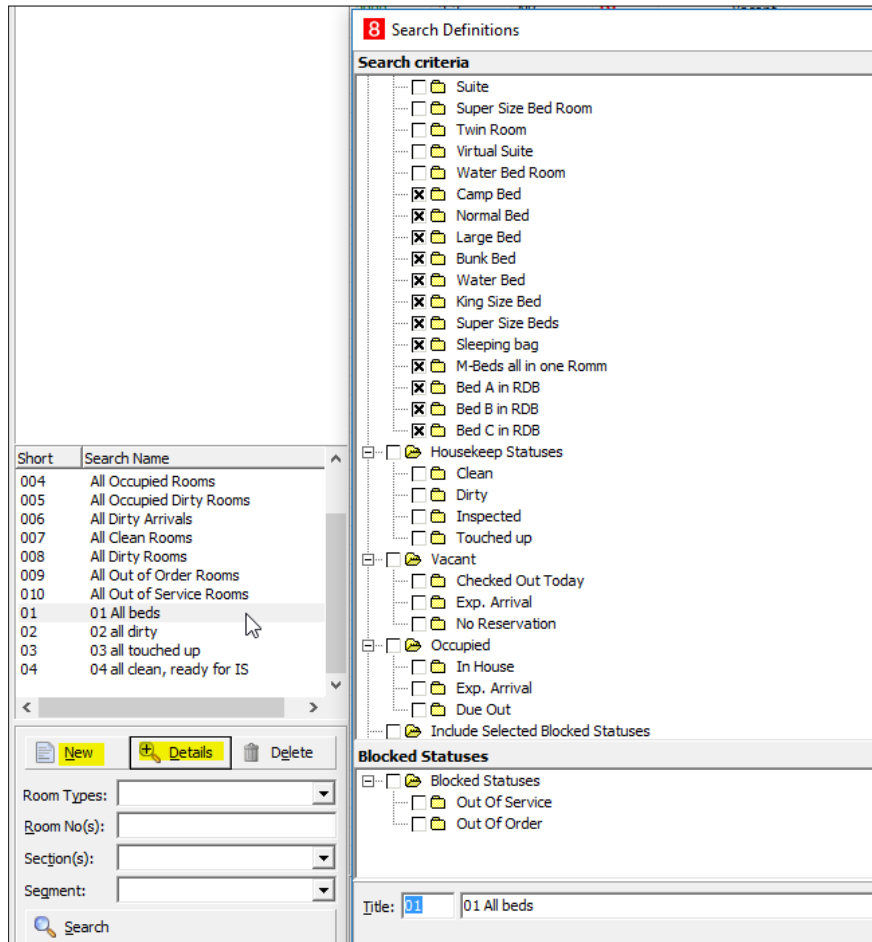 8 Search Definitions
Search criteria
Suite
Super Size Bed Room
Twin Room
Virtual Suite
Water Bed Room
Camp Bed
Normal Bed
Large Bed
Bunk Bed
Water Bed
King Size Bed
Super Size Beds
Sleeping bag
M-Beds all in one Romm
Bed A in RDB
Bed B in RDB
Bed C in RDB
Housekeep Statuses
Clean
Dirty
Inspected
Touched up
Vacant
Checked Out Today
Exp. Arrival
No Reservation
Occupied
In House
Exp. Arrival
Due Out
Include Selected Blocked Statuses
Blocked Statuses
Blocked Statuses
Out Of Service
Out Of Order
Title: 01 01 All beds
Short Search Name
004 All Occupied Rooms
005 All Occupied Dirty Rooms
006 All Dirty Arrivals
007 All Clean Rooms
008 All Dirty Rooms
009 All Out of Order Rooms
010 All Out of Service Rooms
01 01 All beds
02 02 all dirty
03 03 all touched up
04 04 all clean, ready for IS
New Details Delete
Room Types:
Room No(s):
Section(s):
Segment:
Search